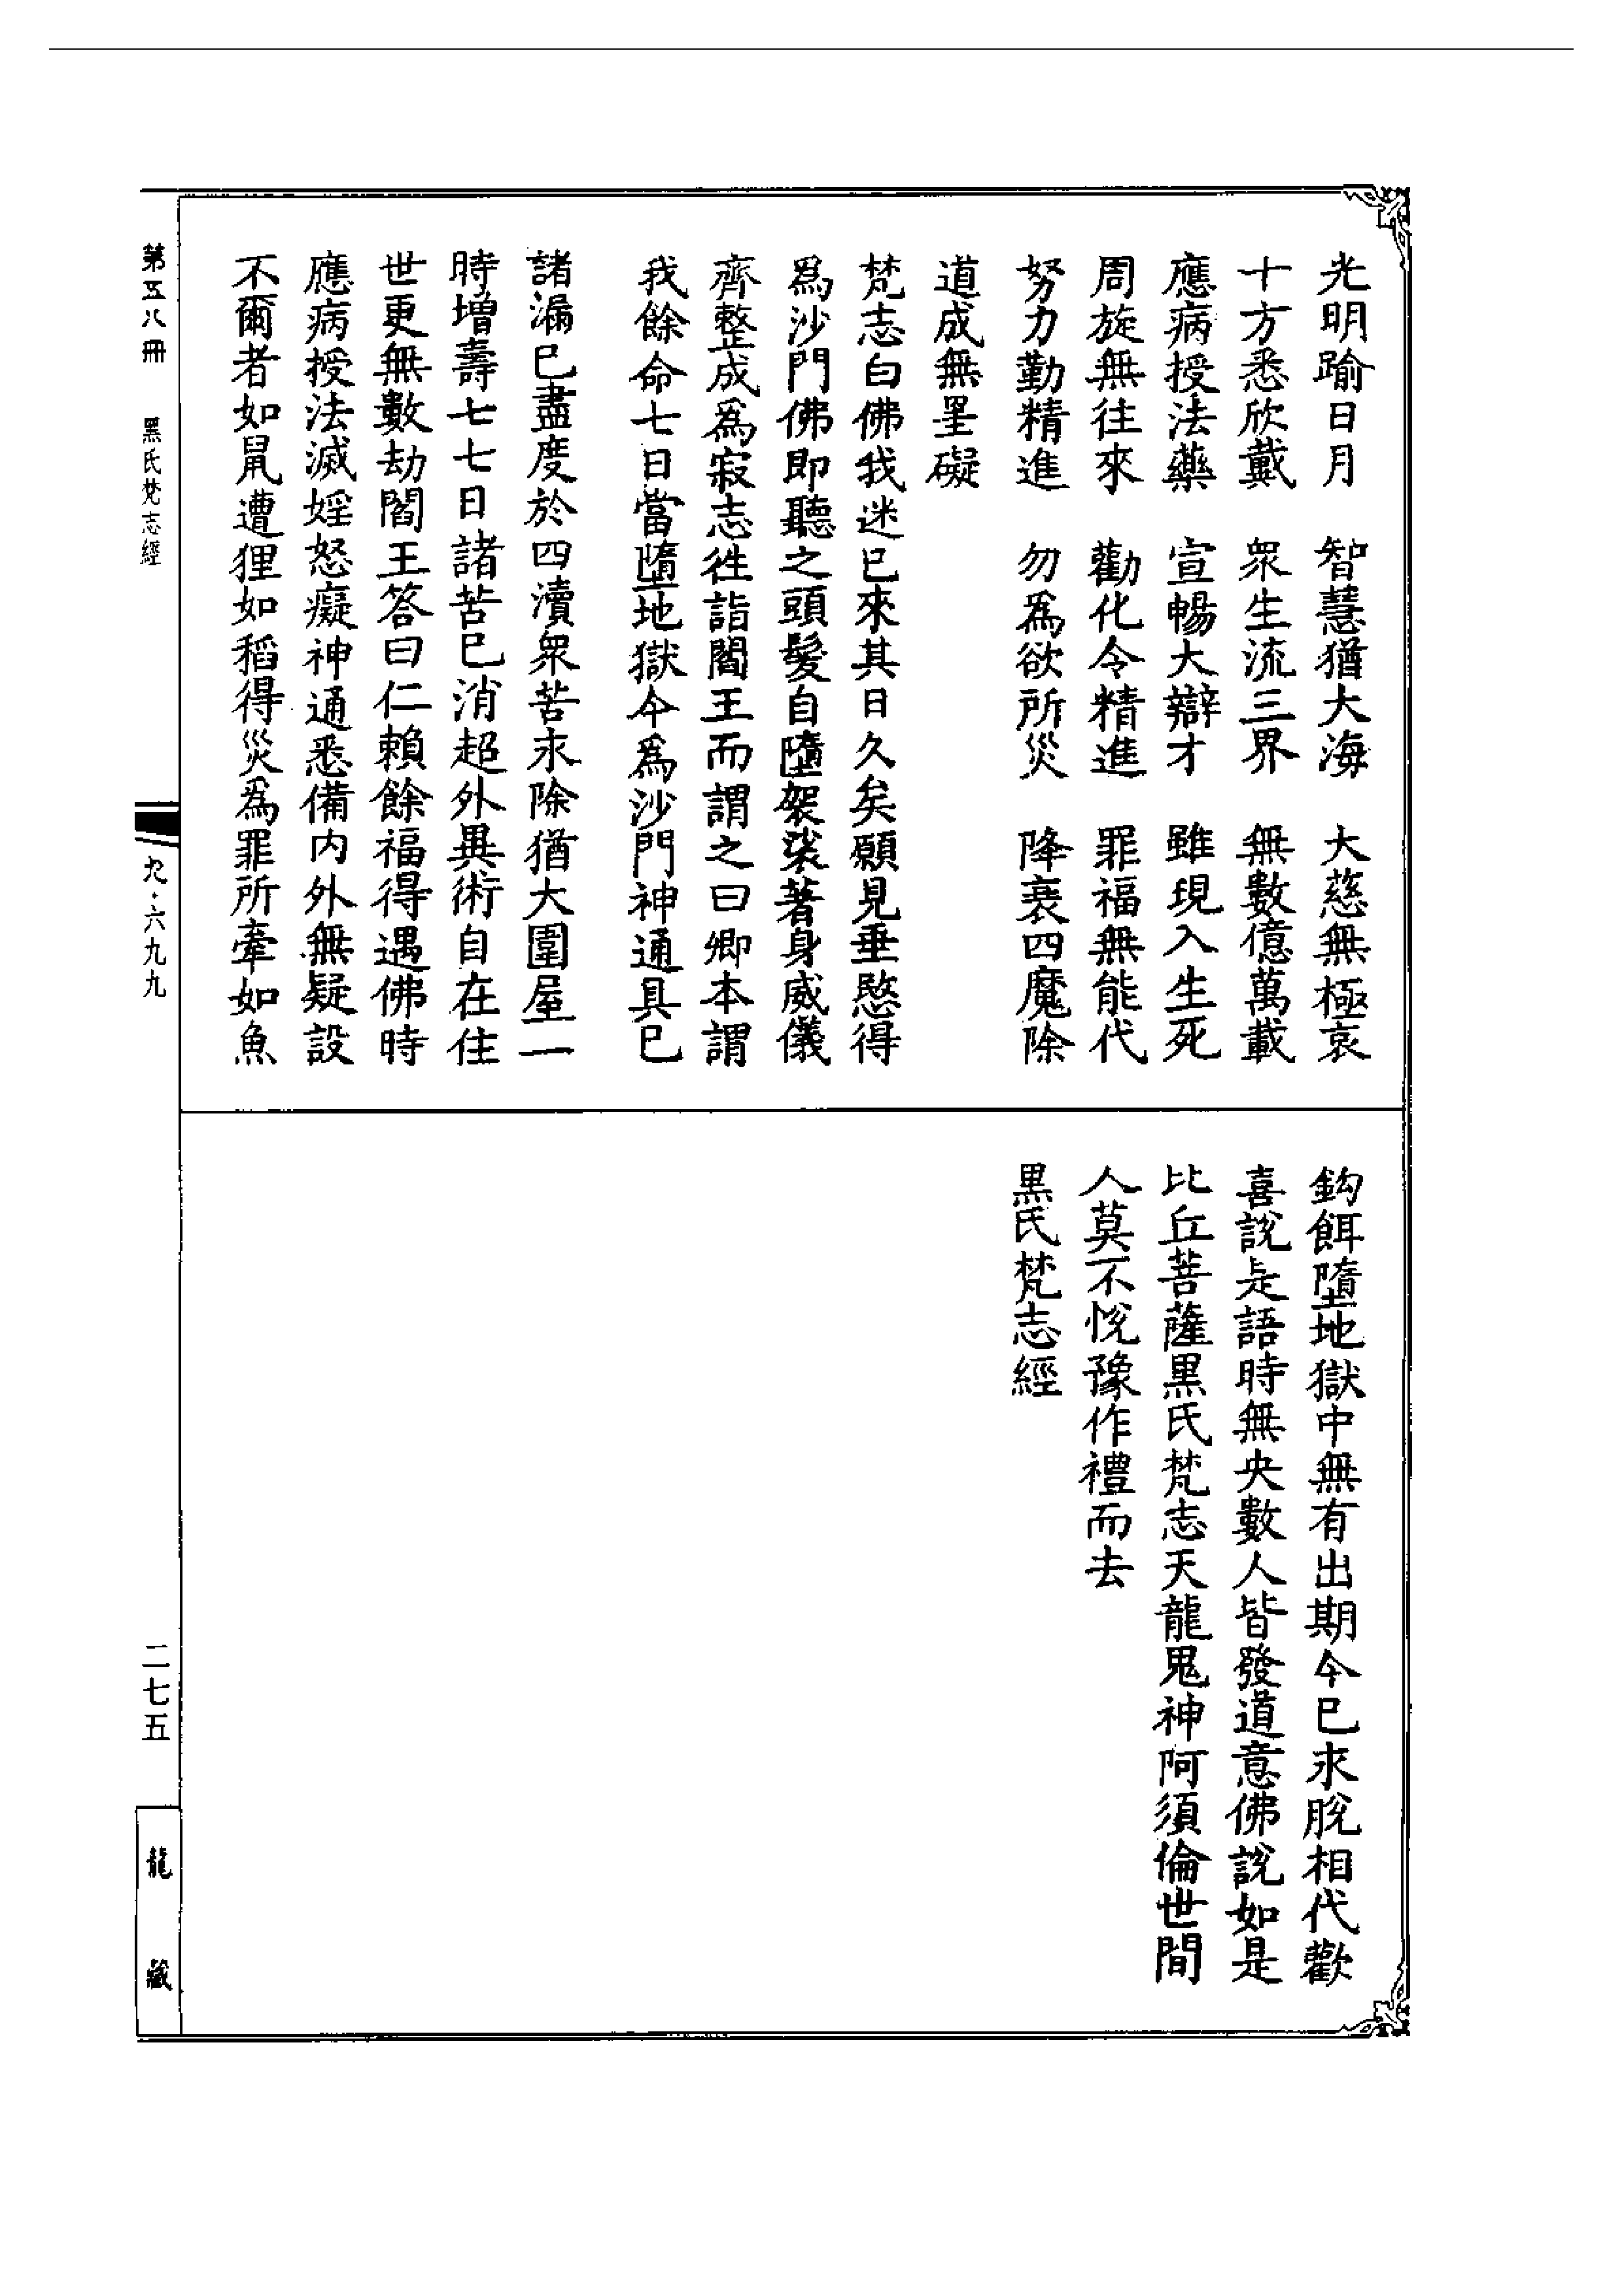 光明踰日月　智慧猶大海　大慈無極哀
十方悉欣戴　衆生流三界　無數億萬載
應病授法藥　宣暢大辯才　雖現入生死
周旋無往來　勸化令精進　罪福無能代
努力勤精進　勿爲欲所災　降衰四魔除
道成無罣礙
梵志白佛我迷已來其日久矣願見垂愍得
爲沙門佛即聽之頭髮自墮袈裟著身威儀
齊整成爲寂志徃詣閻王而謂之曰卿本謂
我餘命七日當墮地獄今爲沙門神通具已
諸漏已盡度於四瀆衆苦求除猶大圍屋一
時增壽七七日諸苦已消超外異術自在住
世更無數劫閻王答曰仁賴餘福得遇佛時
應病授法滅婬怒癡神通悉備内外無疑設
不爾者如鼠遭狸如稻得災爲罪所牽如魚
鈎餌墮地獄中無有出期今已求脫相代歡
喜說是語時無央數人皆發道意佛說如是
比丘菩薩黑氏梵志天龍鬼神阿須倫世間
人莫不悅豫作禮而去
黑氏梵志經
第五八冊　黑氏梵志經
六九九
二七五
龍藏